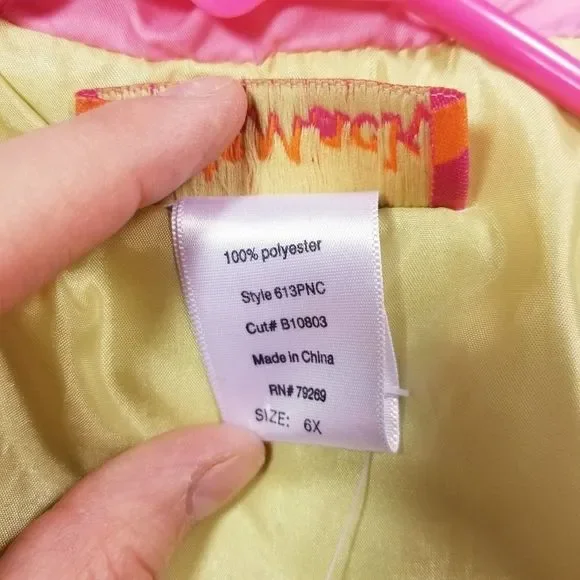 100% polyester
Style 613PNC
Cut# B10803
Made in China
RN# 79269
SIZE: 6X